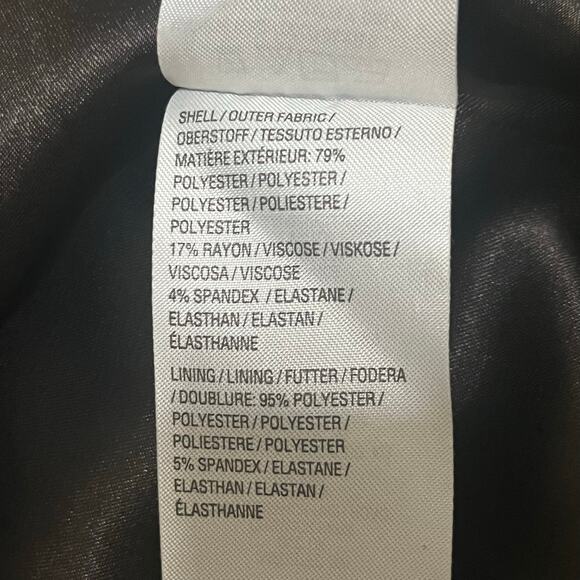 SHELL / OUTER FABRIC /
OBERSTOFF / TESSUTO ESTERNO /
MATIÈRE EXTÉRIEUR: 79%
POLYESTER / POLYESTER /
POLYESTER / POLIESTERE /
POLYESTER
17% RAYON / VISCOSE / VISKOSE /
VISCOSA / VISCOSE
4% SPANDEX / ELASTANE /
ELASTHAN / ELASTAN /
ÉLASTHANNE
LINING / LINING / FUTTER / FODERA
/ DOUBLURE: 95% POLYESTER /
POLYESTER / POLYESTER /
POLIESTERE / POLYESTER
5% SPANDEX / ELASTANE /
ELASTHAN / ELASTAN /
ÉLASTHANNE